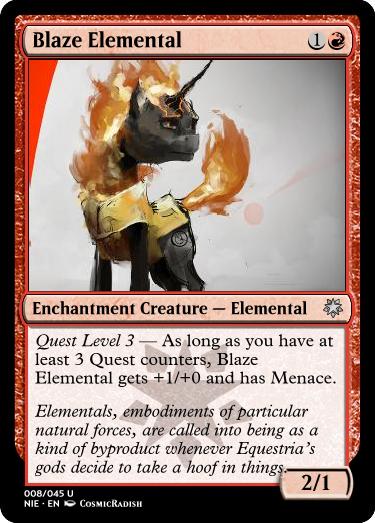 Blaze Elemental 1
Enchantment Creature — Elemental
Quest Level 3 — As long as you have at
least 3 Quest counters, Blaze
Elemental gets +1/+0 and has Menace.
Elementals, embodiments of particular
natural forces, are called into being as a
kind of byproduct whenever Equestria's
gods decide to take a hoof in things.
2/1
008/045 U
NIE • EN CosmicRadish